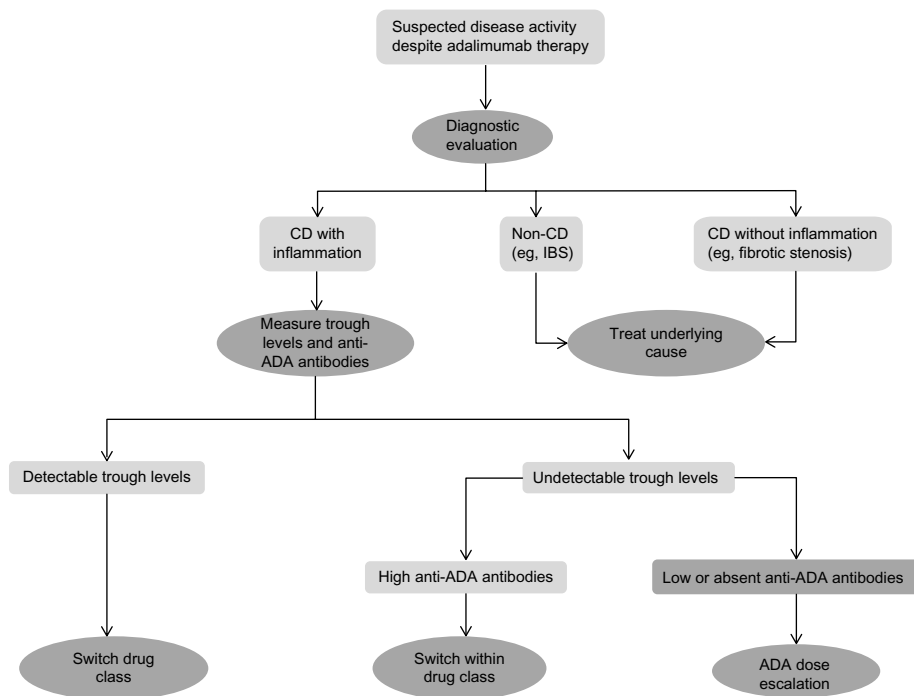 Suspected disease activity
despite adalimumab therapy
Diagnostic
evaluation
CD with
inflammation
Non-CD
(eg, IBS)
CD without inflammation
(eg, fibrotic stenosis)
Measure trough
levels and anti-
ADA antibodies
Treat underlying
cause
Detectable trough levels
Undetectable trough levels
High anti-ADA antibodies
Low or absent anti-ADA antibodies
Switch drug
class
Switch within
drug class
ADA dose
escalation